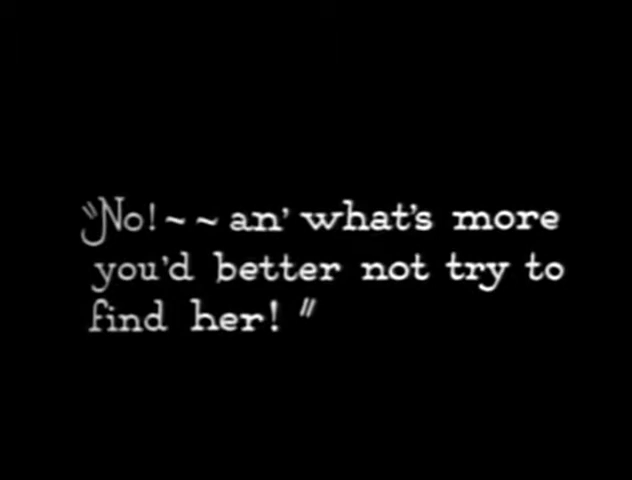 "No! ~ ~ an' what's more
you'd better not try to
find her! "